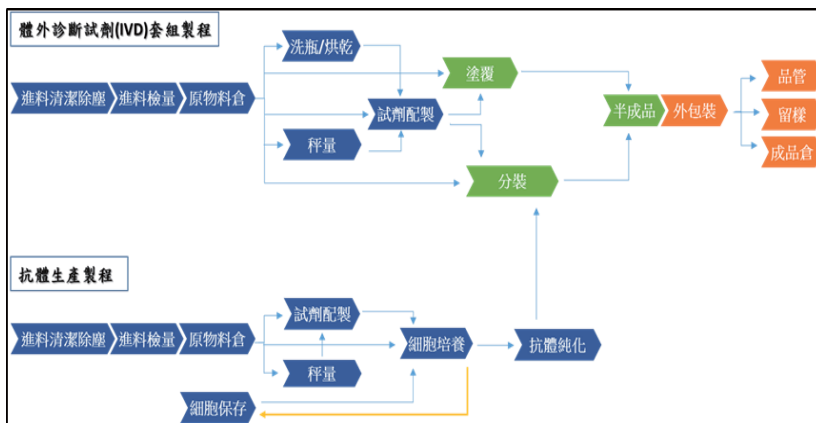 體外診斷試劑(IVD)套組製程
進料清潔除塵
進料檢量
原物料倉
洗瓶/烘乾
試劑配製
秤量
塗覆
分裝
半成品
外包裝
品管
留樣
成品倉
抗體生產製程
進料清潔除塵
進料檢量
原物料倉
試劑配製
秤量
細胞保存
細胞培養
抗體純化